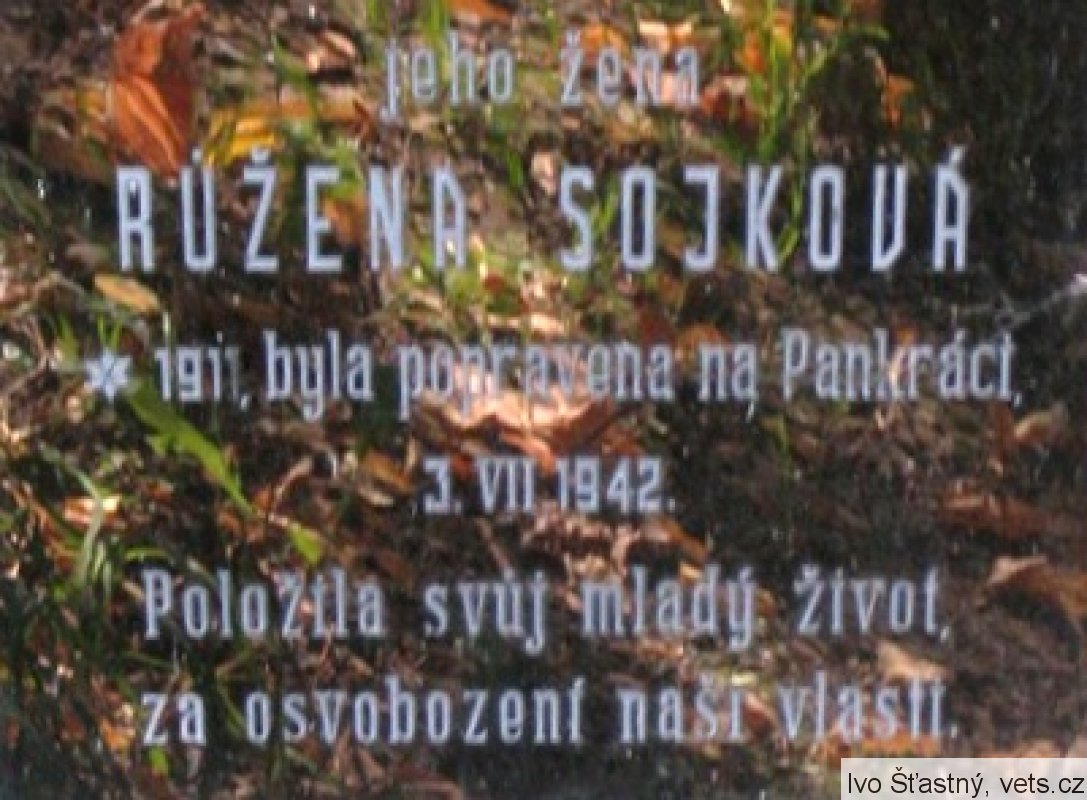 jeho žena
RŮŽENA SOJKOVÁ
* 1911, byla popravena na Pankráci,
3. VII 1942.
Položila svůj mladý život,
za osvobození naší vlasti.
Ivo Šťastný, vets.cz